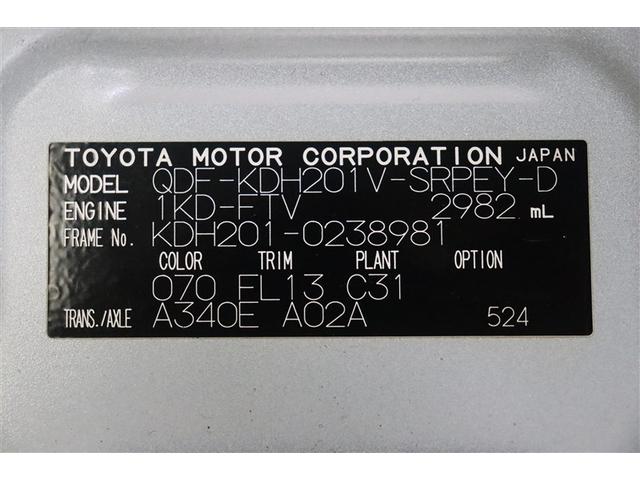 TOYOTA MOTOR CORPORATION JAPAN
MODEL QDF-KDH201V-SRPEY-D
ENGINE 1KD-FTV 2982 mL
FRAME No. KDH201-0238981
COLOR TRIM PLANT OPTION
070 FL13 C31
TRANS./AXLE A340E A02A 524